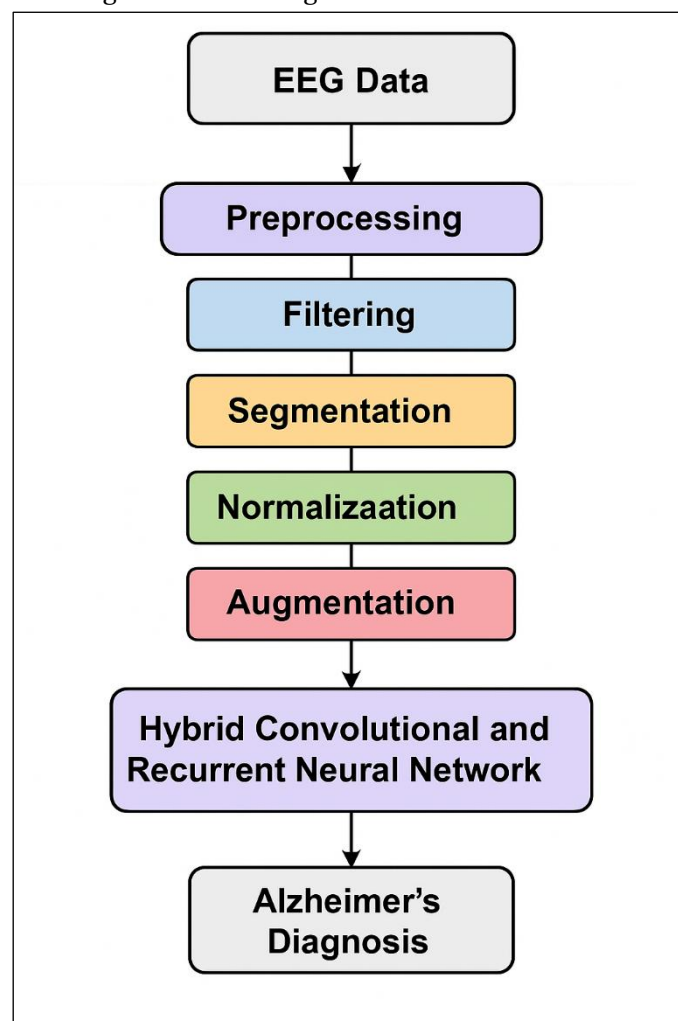 EEG Data
Preprocessing
Filtering
Segmentation
Normalizaation
Augmentation
Hybrid Convolutional and
Recurrent Neural Network
Alzheimer’s
Diagnosis